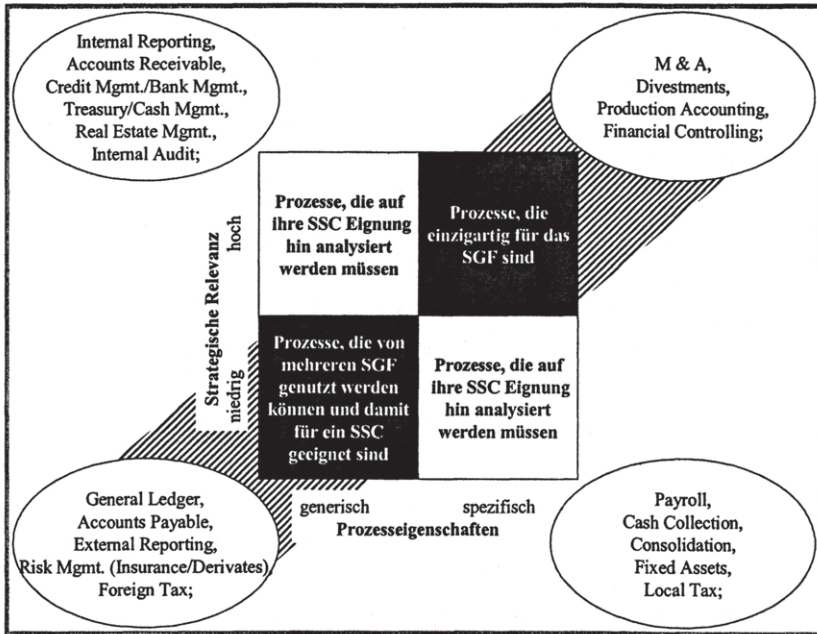 Internal Reporting,
Accounts Receivable,
Credit Mgmt./Bank Mgmt.,
Treasury/Cash Mgmt.,
Real Estate Mgmt.,
Internal Audit;
M & A,
Divestments,
Production Accounting,
Financial Controlling;
Strategische Relevanz
hoch
niedrig
Prozesse, die auf
ihre SSC Eignung
hin analysiert
werden müssen
Prozesse, die
einzigartig für das
SGF sind
Prozesse, die von
mehreren SGF
genutzt werden
können und damit
für ein SSC
geeignet sind
Prozesse, die auf
ihre SSC Eignung
hin analysiert
werden müssen
generisch
spezifisch
Prozesseigenschaften
General Ledger,
Accounts Payable,
External Reporting,
Risk Mgmt. (Insurance/Derivates),
Foreign Tax;
Payroll,
Cash Collection,
Consolidation,
Fixed Assets,
Local Tax;